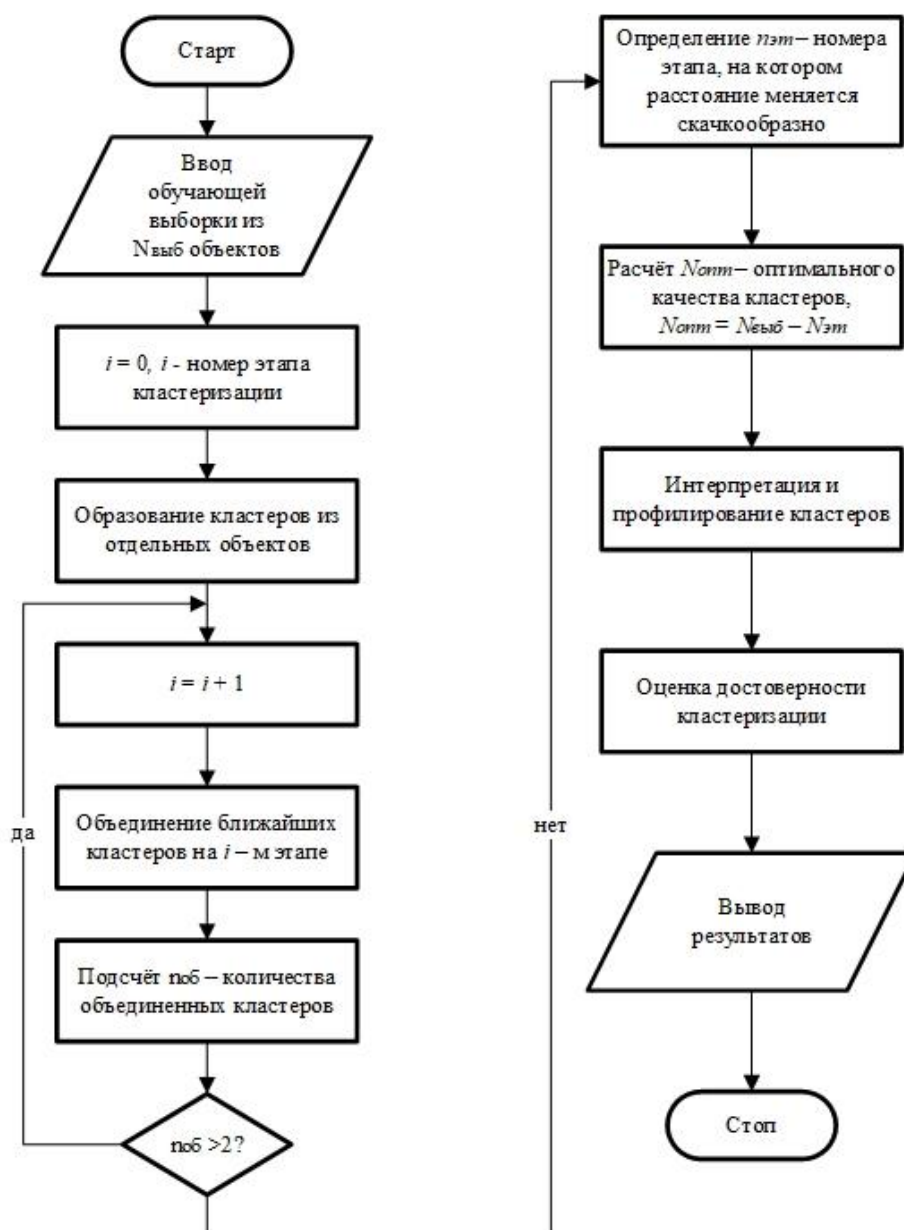 Старт
Ввод
обучающей
выборки из
Nвыб объектов
i = 0, i - номер этапа
кластеризации
Образование кластеров из
отдельных объектов
i = i + 1
Объединение ближайших
кластеров на i – м этапе
да
Подсчёт nоб – количества
объединенных кластеров
nоб >2?
Определение nэт – номера
этапа, на котором
расстояние меняется
скачкообразно
Расчёт Nопт – оптимального
качества кластеров,
Nопт = Nвыб – Nэт
Интерпретация и
профилирование кластеров
Оценка достоверности
кластеризации
нет
Вывод
результатов
Стоп